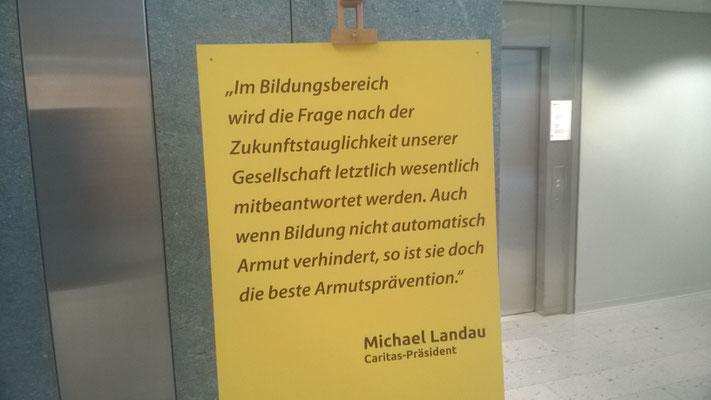 „Im Bildungsbereich
wird die Frage nach der
Zukunftstauglichkeit unserer
Gesellschaft letztlich wesentlich
mitbeantwortet werden. Auch
wenn Bildung nicht automatisch
Armut verhindert, so ist sie doch
die beste Armutsprävention.“
Michael Landau
Caritas-Präsident